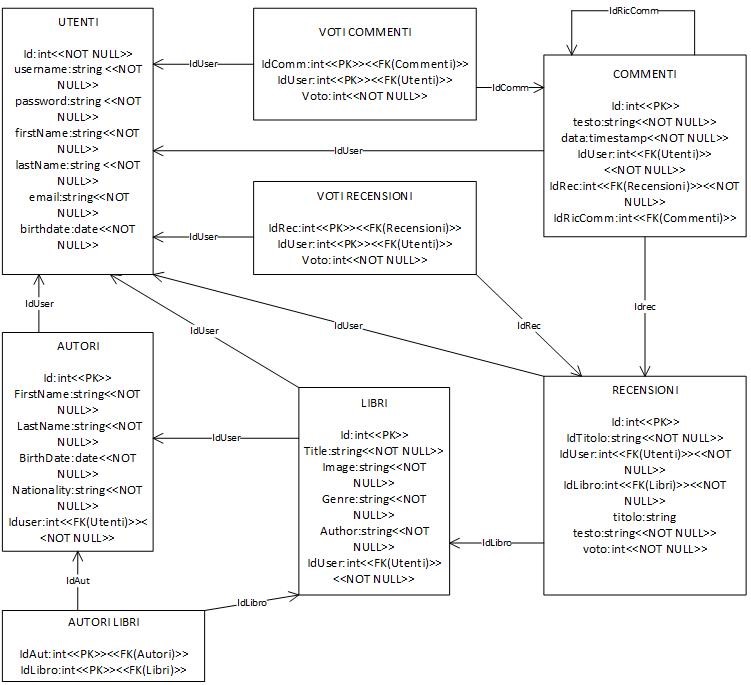 UTENTI
Id:int<<NOT NULL>>
username:string <<NOT
NULL>>
password:string <<NOT
NULL>>
firstName:string<<NOT
NULL>>
lastName:string <<NOT
NULL>>
email:string<<NOT
NULL>>
birthdate:date<<NOT
NULL>>
IdUser
VOTI COMMENTI
IdComm:int<<PK>><<FK(Commenti)>>
IdUser:int<<PK>><<FK(Utenti)>>
Voto:int<<NOT NULL>>
IdComm
IdRicComm
COMMENTI
Id:int<<PK>>
testo:string<<NOT NULL>>
data:timestamp<<NOT NULL>>
IdUser:int<<FK(Utenti)>>
<<NOT NULL>>
IdRec:int<<FK(Recensioni)>><<NOT
NULL>>
IdRicComm:int<<FK(Commenti)>>
IdUser
VOTI RECENSIONI
IdRec:int<<PK>><<FK(Recensioni)>>
IdUser:int<<PK>><<FK(Utenti)>>
Voto:int<<NOT NULL>>
IdUser
IdUser
IdUser
IdUser
IdRec
Idrec
AUTORI
Id:int<<PK>>
FirstName:string<<NOT
NULL>>
LastName:string<<NOT
NULL>>
BirthDate:date<<NOT
NULL>>
Nationality:string<<NOT
NULL>>
Iduser:int<<FK(Utenti)>><
<NOT NULL>>
IdUser
LIBRI
Id:int<<PK>>
Title:string<<NOT NULL>>
Image:string<<NOT
NULL>>
Genre:string<<NOT
NULL>>
Author:string<<NOT
NULL>>
IdUser:int<<FK(Utenti)>>
<<NOT NULL>>
IdLibro
RECENSIONI
Id:int<<PK>>
IdTitolo:string<<NOT NULL>>
IdUser:int<<FK(Utenti)>><<NOT
NULL>>
IdLibro:int<<FK(Libri)>><<NOT
NULL>>
titolo:string
testo:string<<NOT NULL>>
voto:int<<NOT NULL>>
IdAut
IdLibro
AUTORI LIBRI
IdAut:int<<PK>><<FK(Autori)>>
IdLibro:int<<PK>><<FK(Libri)>>